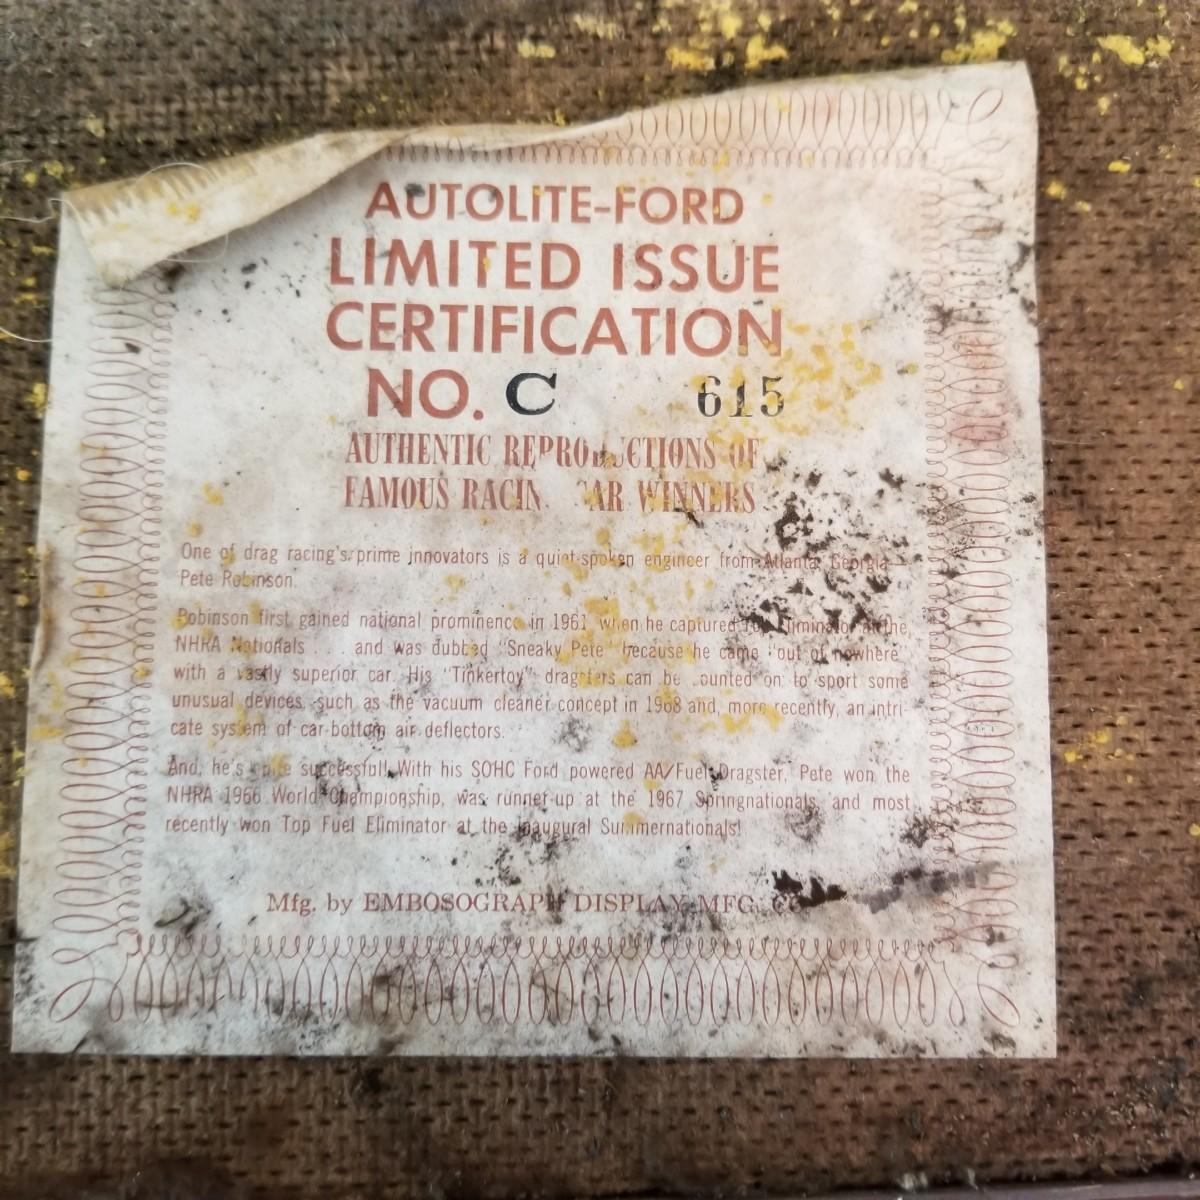 AUTOLITE-FORD
LIMITED ISSUE
CERTIFICATION
NO. C 615
AUTHENTIC REPRODUCTIONS OF
FAMOUS RACIN CAR WINNERS
One of drag racing's prime innovators is a quiet-spoken engineer from Atlanta, Georgia
Pete Robinson.
Robinson first gained national prominence in 1961 when he captured Top Eliminator at the
NHRA Nationals . . . and was dubbed "Sneaky Pete" because he came "out of nowhere"
with a vastly superior car. His "Tinkertoy" dragsters can be counted on to sport some
unusual devices, such as the vacuum cleaner concept in 1968 and, more recently, an intri-
cate system of car-bottom air deflectors.
And, he's quite successful! With his SOHC Ford powered AA/Fuel Dragster, Pete won the
NHRA 1966 World Championship, was runner-up at the 1967 Springnationals, and most
recently won Top Fuel Eliminator at the inaugural Summernationals!
Mfg. by EMBOSOGRAPH DISPLAY MFG. CO